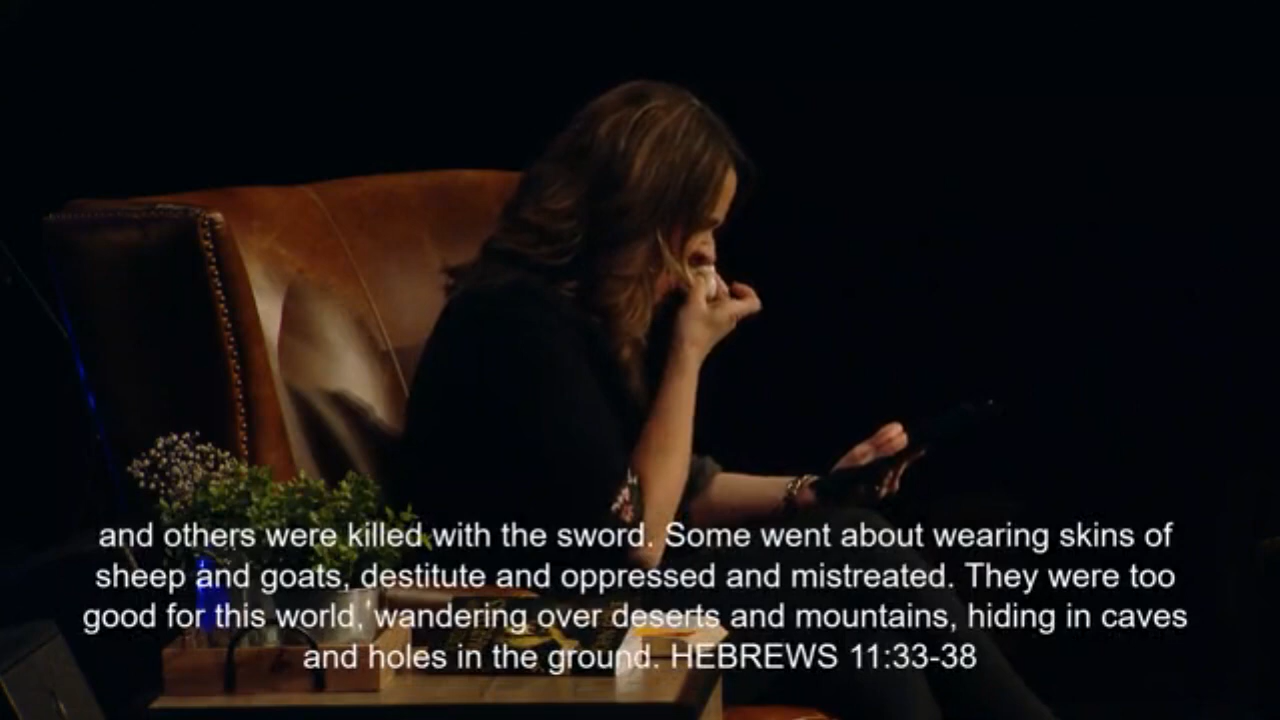 and others were killed with the sword. Some went about wearing skins of
sheep and goats, destitute and oppressed and mistreated. They were too
good for this world, wandering over deserts and mountains, hiding in caves
and holes in the ground. HEBREWS 11:33-38